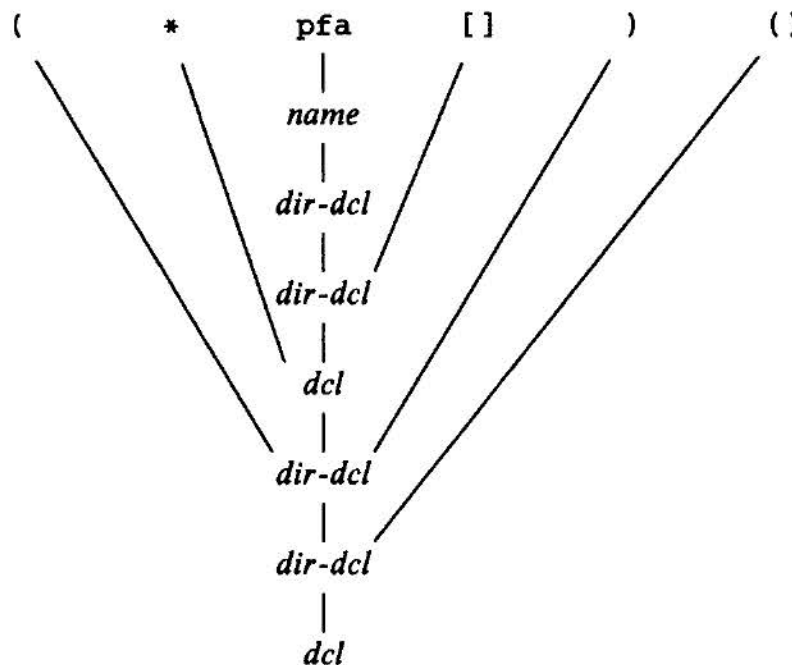 ( * pfa [] ) ()
name
dir-dcl
dir-dcl
dcl
dir-dcl
dir-dcl
dcl